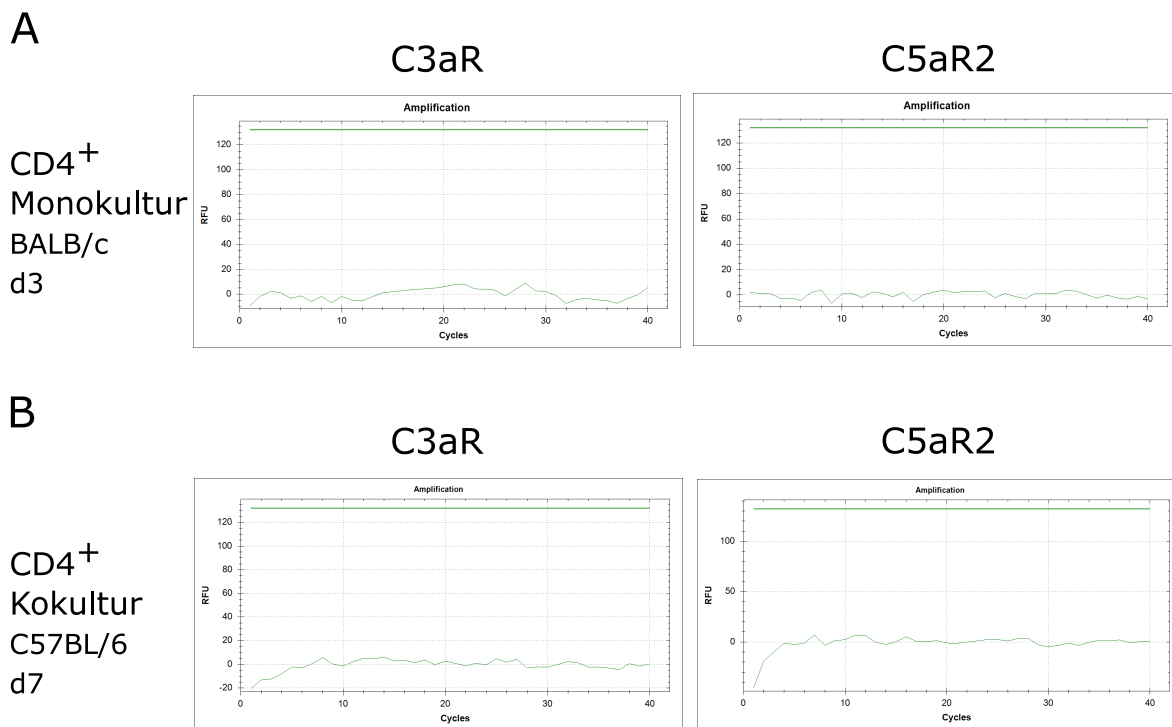 A
C3aR
C5aR2
CD4+
Monokultur
BALB/c
d3
Amplification
RFU
120
100
80
60
40
20
0
0 10 20 30 40
Cycles
Amplification
RFU
120
100
80
60
40
20
0
0 10 20 30 40
Cycles
B
C3aR
C5aR2
CD4+
Kokultur
C57BL/6
d7
Amplification
RFU
120
100
80
60
40
20
0
-20
0 10 20 30 40
Cycles
Amplification
RFU
100
50
0
0 10 20 30 40
Cycles